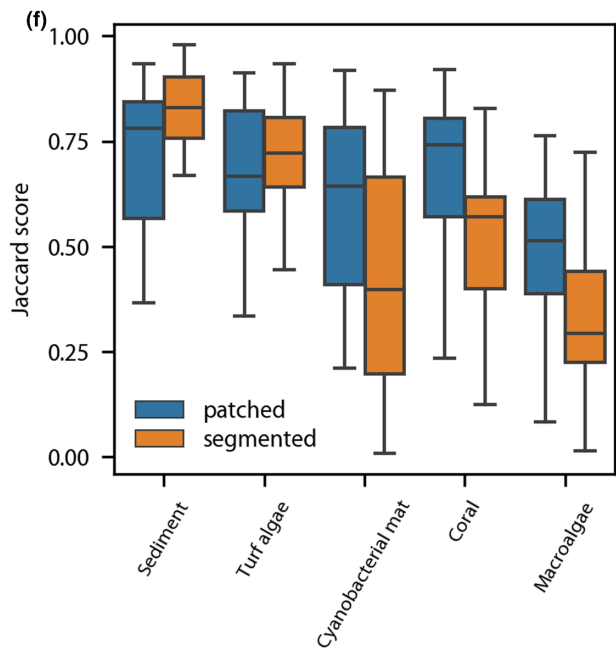 (f)
1.00
0.75
0.50
0.25
0.00
Jaccard score
patched
segmented
Sediment
Turf algae
Cyanobacterial mat
Coral
Macroalgae